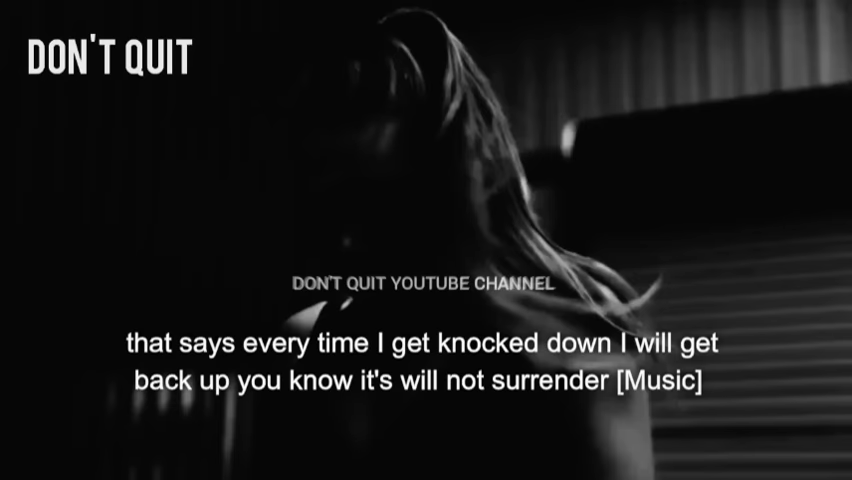 DON'T QUIT
DON'T QUIT YOUTUBE CHANNEL
that says every time I get knocked down I will get
back up you know it's will not surrender [Music]